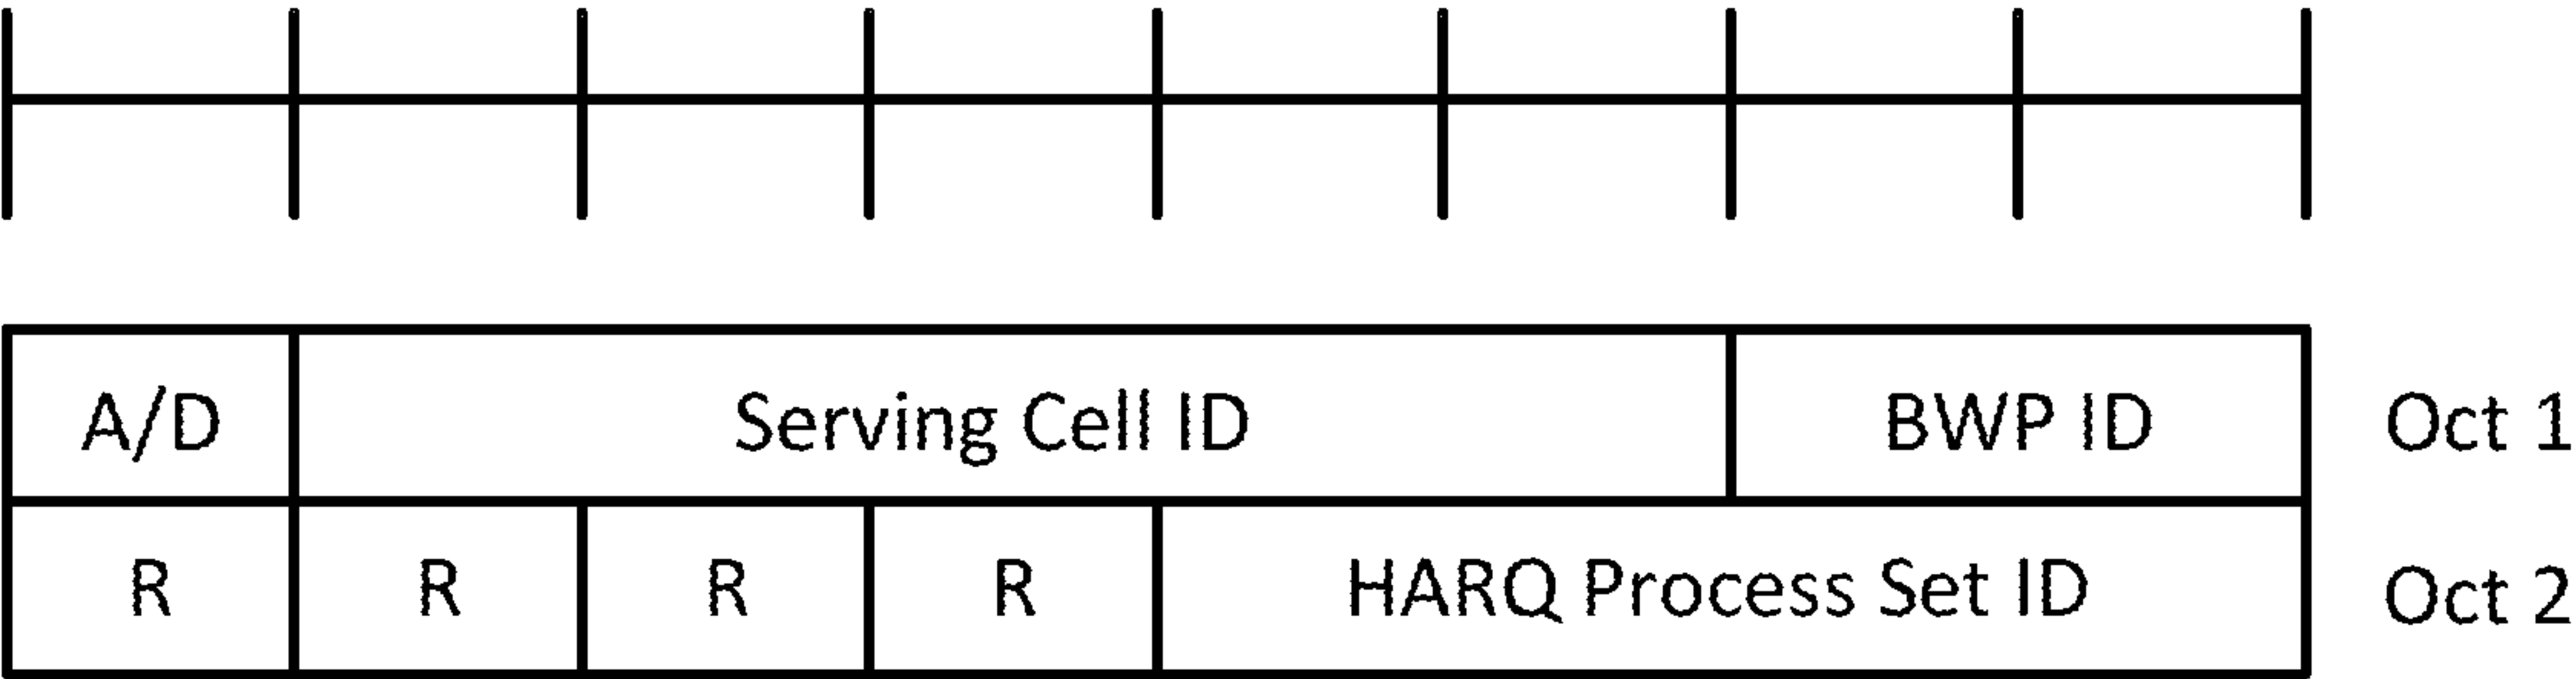 A/D Serving Cell ID BWP ID Oct 1
R R R R HARQ Process Set ID Oct 2